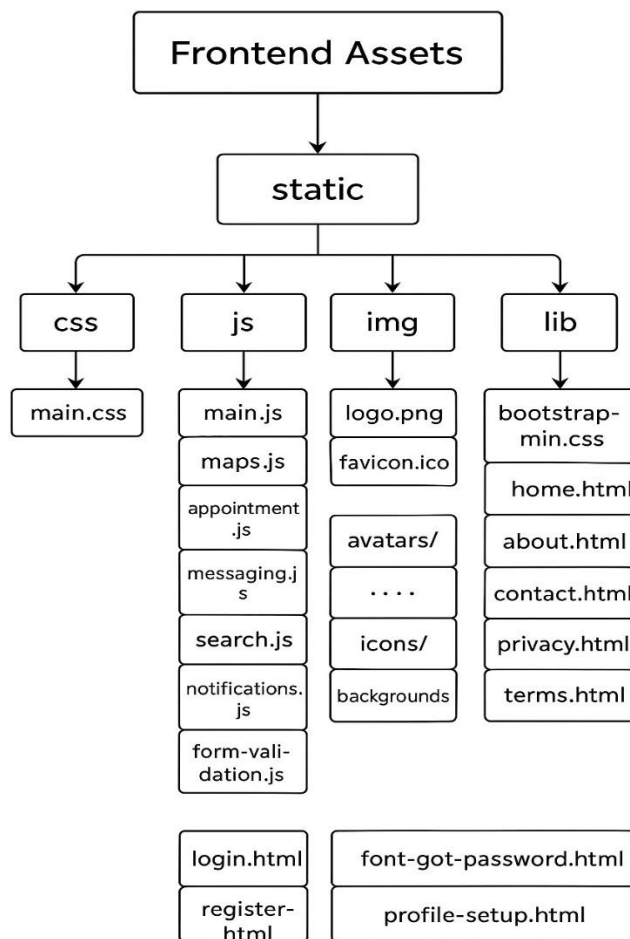 Frontend Assets
static
css
js
img
lib
main.css
main.js
maps.js
appointment
.js
messaging.j
s
search.js
notifications.
js
form-vali-
dation.js
logo.png
favicon.ico
avatars/
....
icons/
backgrounds
bootstrap-
min.css
home.html
about.html
contact.html
privacy.html
terms.html
login.html
register-
html
font-got-password.html
profile-setup.html